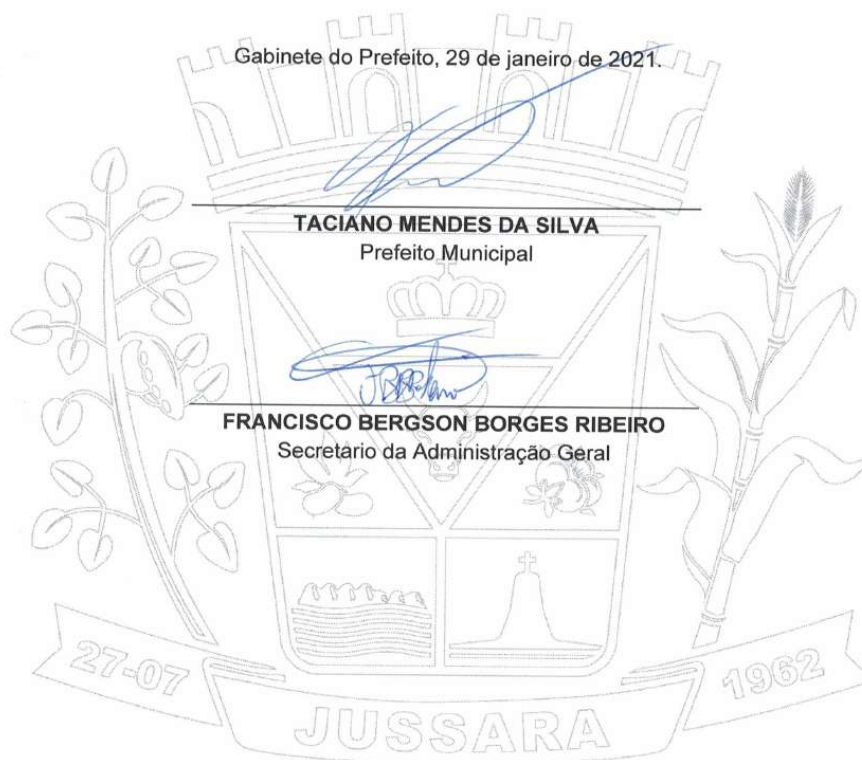 Gabinete do Prefeito, 29 de janeiro de 2021.
TACIANO MENDES DA SILVA
Prefeito Municipal
FRANCISCO BERGSON BORGES RIBEIRO
Secretario da Administração Geral
27-07
1962
JUSSARA